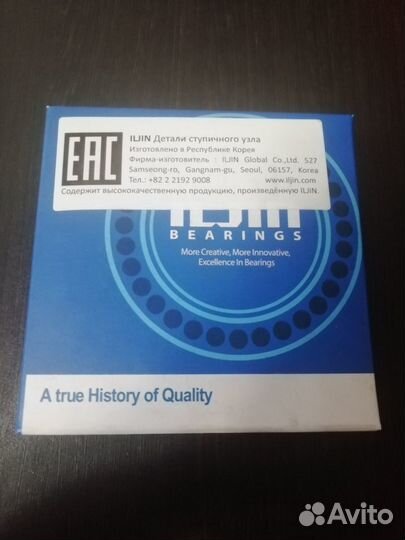 EAC
ILJIN Детали ступичного узла
Изготовлено в Республике Корея
Фирма-изготовитель : ILJIN Global Co.,Ltd. 527
Samseong-ro, Gangnam-gu, Seoul, 06157, Korea
Тел.: +82 2 2192 9008 www.iljin.com
Содержит высококачественную продукцию, произведённую ILJIN.
ILJIN
BEARINGS
More Creative, More Innovative,
Excellence In Bearings
A true History of Quality
Avito